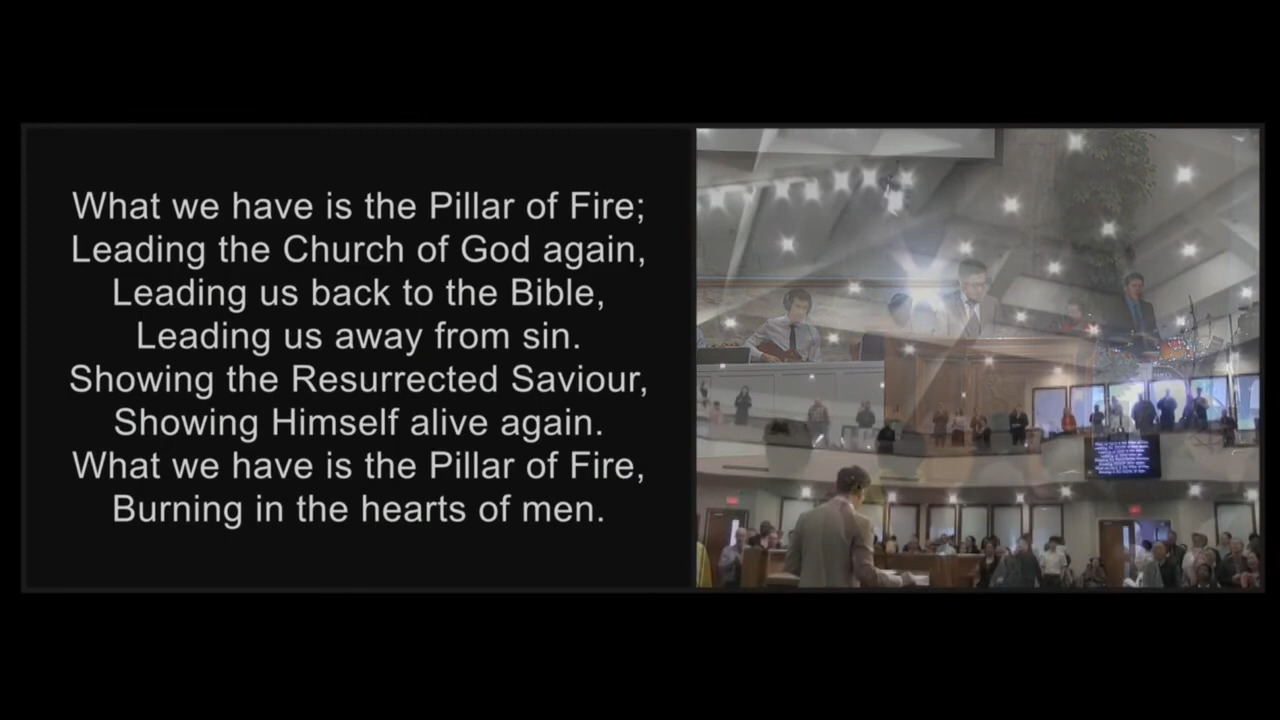 What we have is the Pillar of Fire;
Leading the Church of God again,
Leading us back to the Bible,
Leading us away from sin.
Showing the Resurrected Saviour,
Showing Himself alive again.
What we have is the Pillar of Fire,
Burning in the hearts of men.